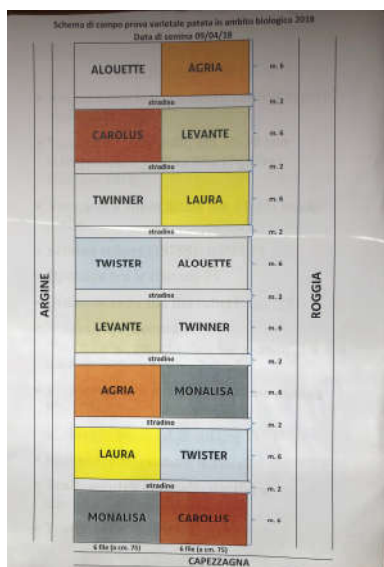 Schema di campo prova varietale patata in ambito biologico 2018
Data di semina 09/04/18
ALOUETTE AGRIA m. 6
stradino m. 2
CAROLUS LEVANTE m. 6
stradino m. 2
TWINNER LAURA m. 6
stradino m. 2
TWISTER ALOUETTE m. 6
stradino m. 2
ARGINE
ROGGIA
LEVANTE TWINNER m. 6
stradino m. 2
AGRIA MONALISA m. 6
stradino m. 2
LAURA TWISTER m. 6
stradino m. 2
MONALISA CAROLUS m. 6
6 file (a cm. 75) 6 file (a cm. 75)
CAPEZZAGNA